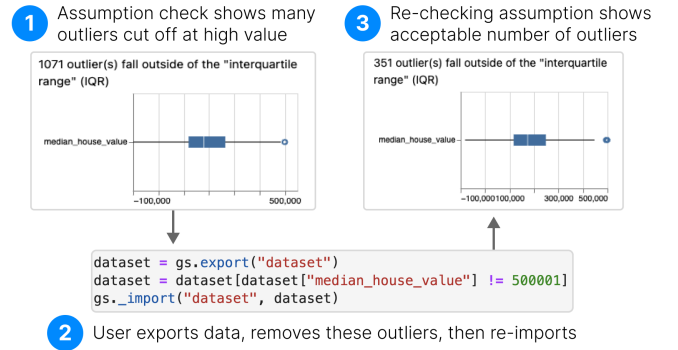 1 Assumption check shows many
outliers cut off at high value
1071 outlier(s) fall outside of the "interquartile
range" (IQR)
median_house_value
-100,000 500,000
3 Re-checking assumption shows
acceptable number of outliers
351 outlier(s) fall outside of the "interquartile
range" (IQR)
median_house_value
-100,000100,000 300,000 500,000
dataset = gs.export("dataset")
dataset = dataset[dataset["median_house_value"] != 500001]
gs._import("dataset", dataset)
2 User exports data, removes these outliers, then re-imports